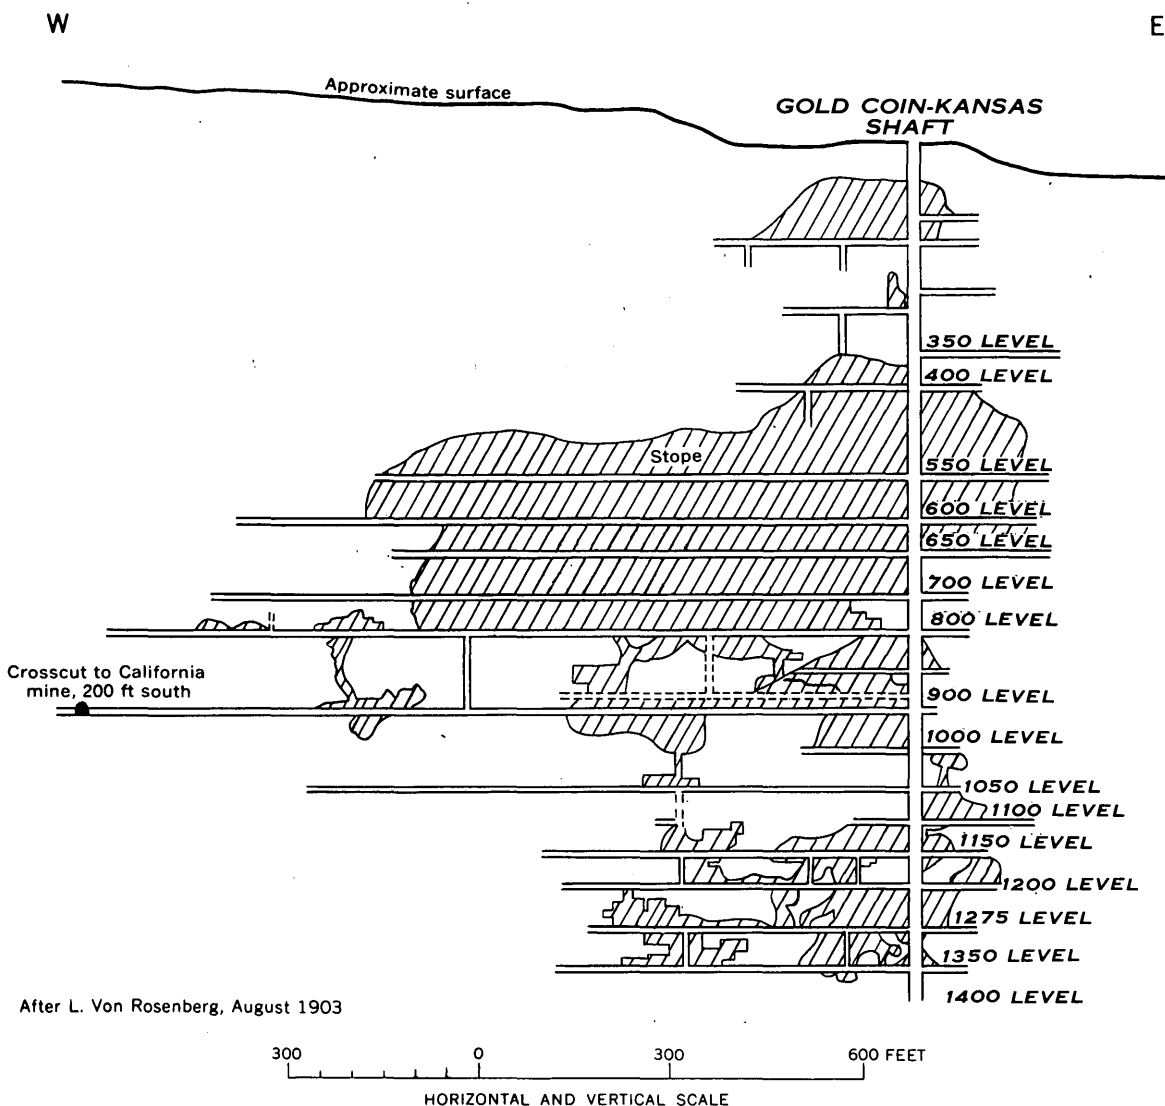 W
E
Approximate surface
GOLD COIN-KANSAS
SHAFT
350 LEVEL
400 LEVEL
Stope
550 LEVEL
600 LEVEL
650 LEVEL
700 LEVEL
800 LEVEL
Crosscut to California
mine, 200 ft south
900 LEVEL
1000 LEVEL
1050 LEVEL
1100 LEVEL
1150 LEVEL
1200 LEVEL
1275 LEVEL
1350 LEVEL
1400 LEVEL
After L. Von Rosenberg, August 1903
300 0 300 600 FEET
HORIZONTAL AND VERTICAL SCALE